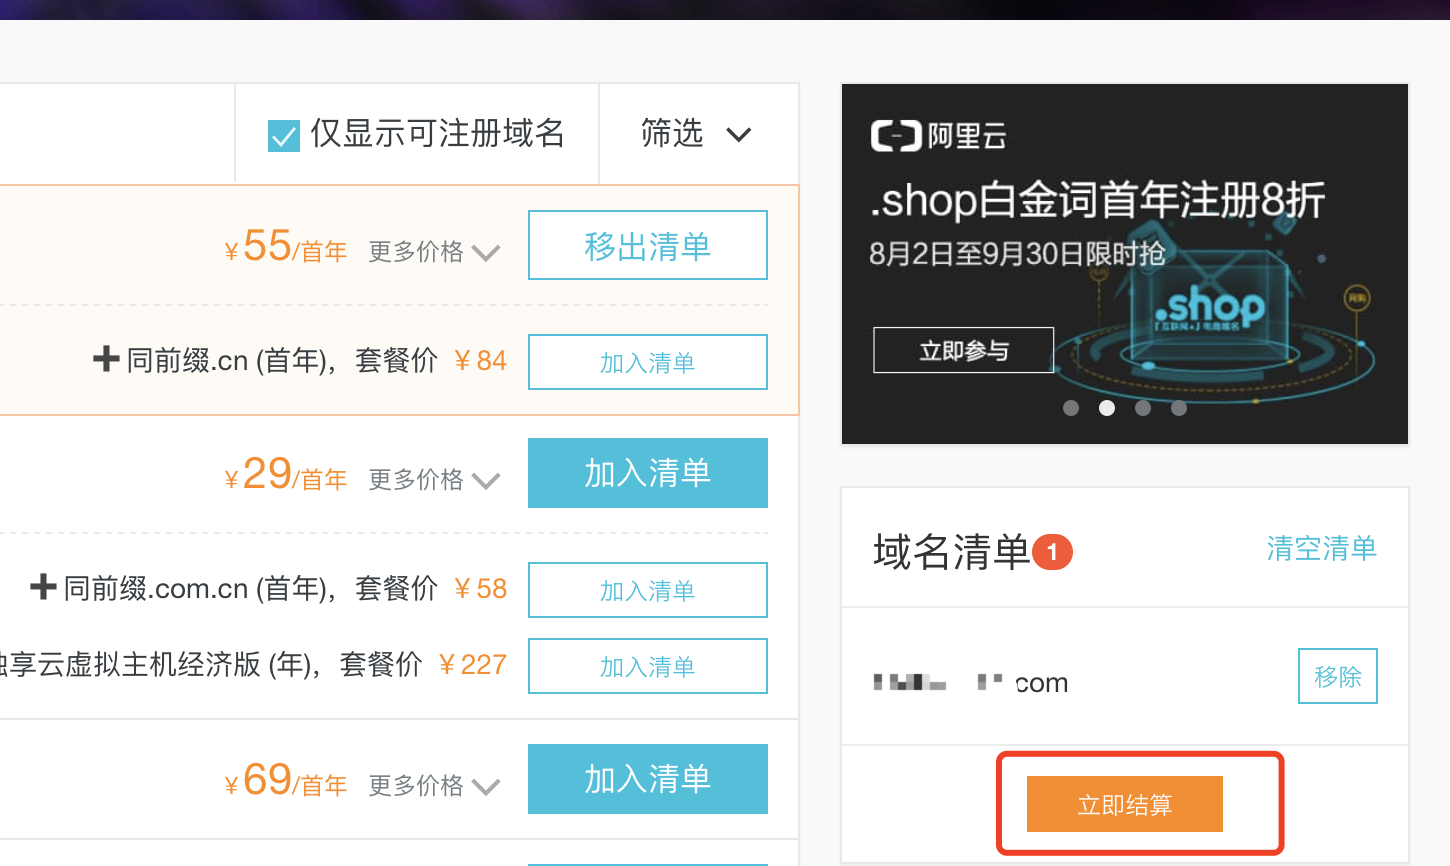 仅显示可注册域名
筛选
¥55/首年 更多价格 移出清单
同前缀.cn (首年)，套餐价 ¥84 加入清单
¥29/首年 更多价格 加入清单
同前缀.com.cn (首年)，套餐价 ¥58 加入清单
享云虚拟主机经济版 (年)，套餐价 ¥227 加入清单
¥69/首年 更多价格 加入清单
阿里云
.shop白金词首年注册8折
8月2日至9月30日限时抢
立即参与
.shop
「互联网+」电商域名
域名清单 1 清空清单
com 移除
立即结算